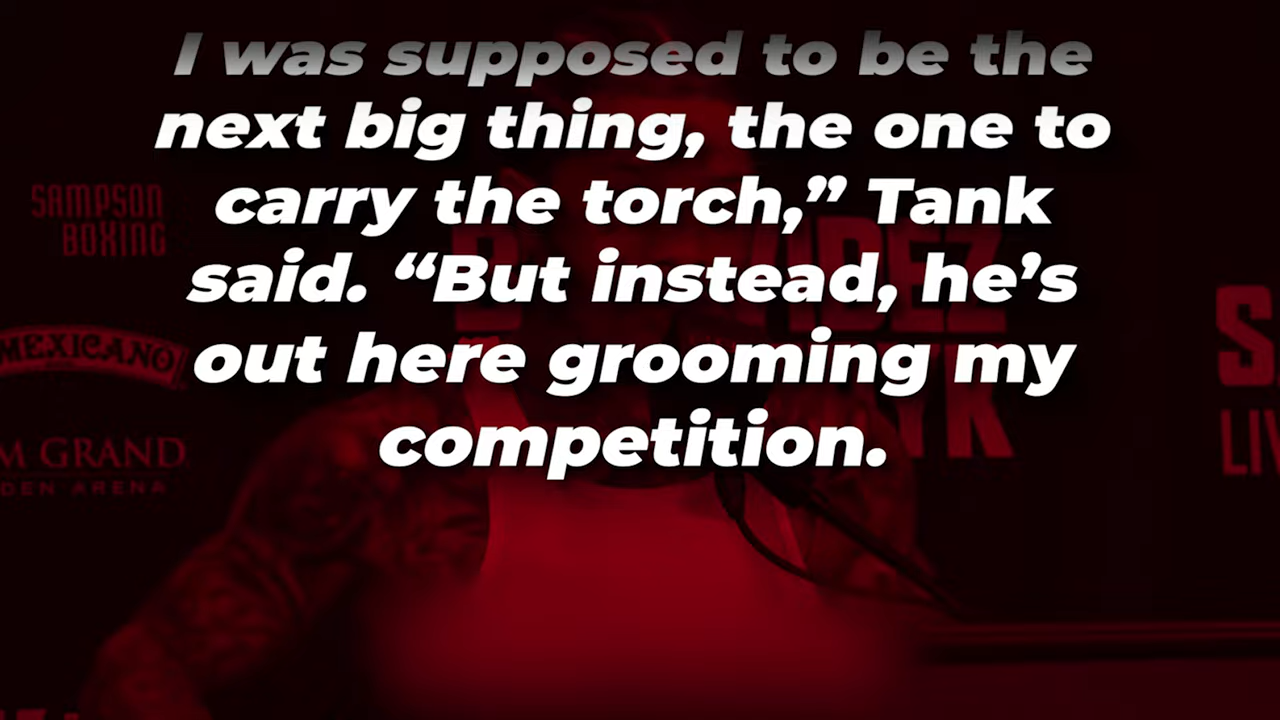 I was supposed to be the
next big thing, the one to
carry the torch,” Tank
said. “But instead, he’s
out here grooming my
competition.
SAMPSON
BOXING
MEXICANO
M GRAND
DEN ARENA
LIV